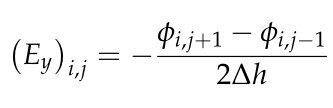 $(E_y)_{i,j} = -\frac{\phi_{i,j+1} - \phi_{i,j-1}}{2\Delta h}$